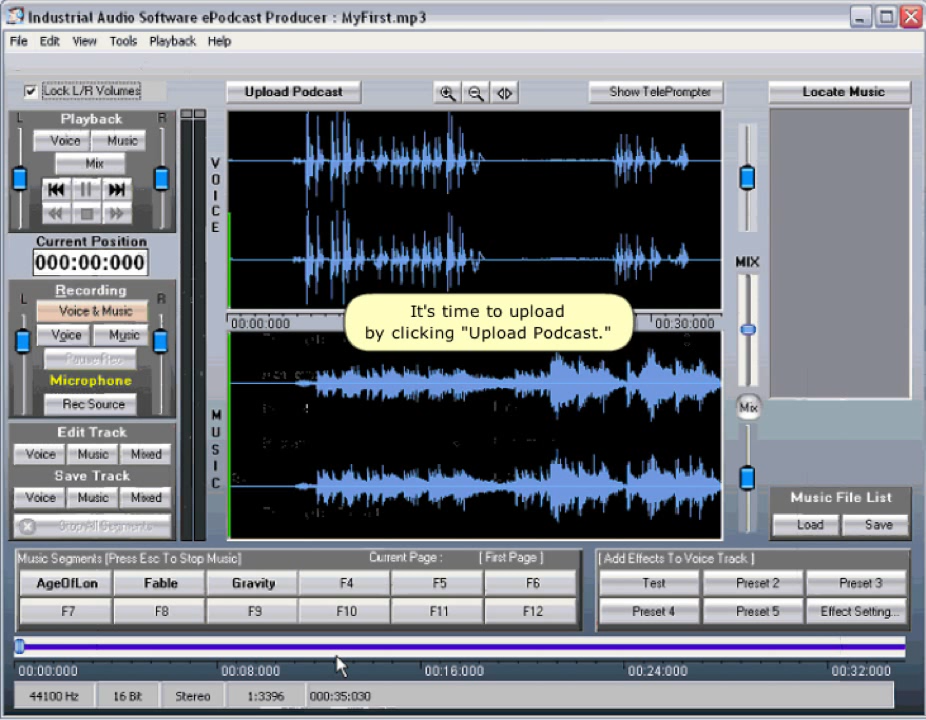 Industrial Audio Software ePodcast Producer : MyFirst.mp3
File Edit View Tools Playback Help
Lock L/R Volumes
Upload Podcast
Show TelePrompter
Locate Music
L Playback R
Voice Music
Mix
VOICE
Current Position
000:00:000
MIX
L Recording R
Voice & Music
Voice Music
Pause Rec
Microphone
Rec Source
00:00:000
It's time to upload
by clicking "Upload Podcast."
00:30:000
Mix
MUSIC
Edit Track
Voice Music Mixed
Save Track
Voice Music Mixed
Stop All Segments
Music File List
Load Save
Music Segments [Press Esc To Stop Music] Current Page : [ First Page ]
AgeOfLon Fable Gravity F4 F5 F6
F7 F8 F9 F10 F11 F12
[ Add Effects To Voice Track ]
Test Preset 2 Preset 3
Preset 4 Preset 5 Effect Setting...
00:00:000 00:08:000 00:16:000 00:24:000 00:32:000
44100 Hz 16 Bit Stereo 1:3396 000:35:030